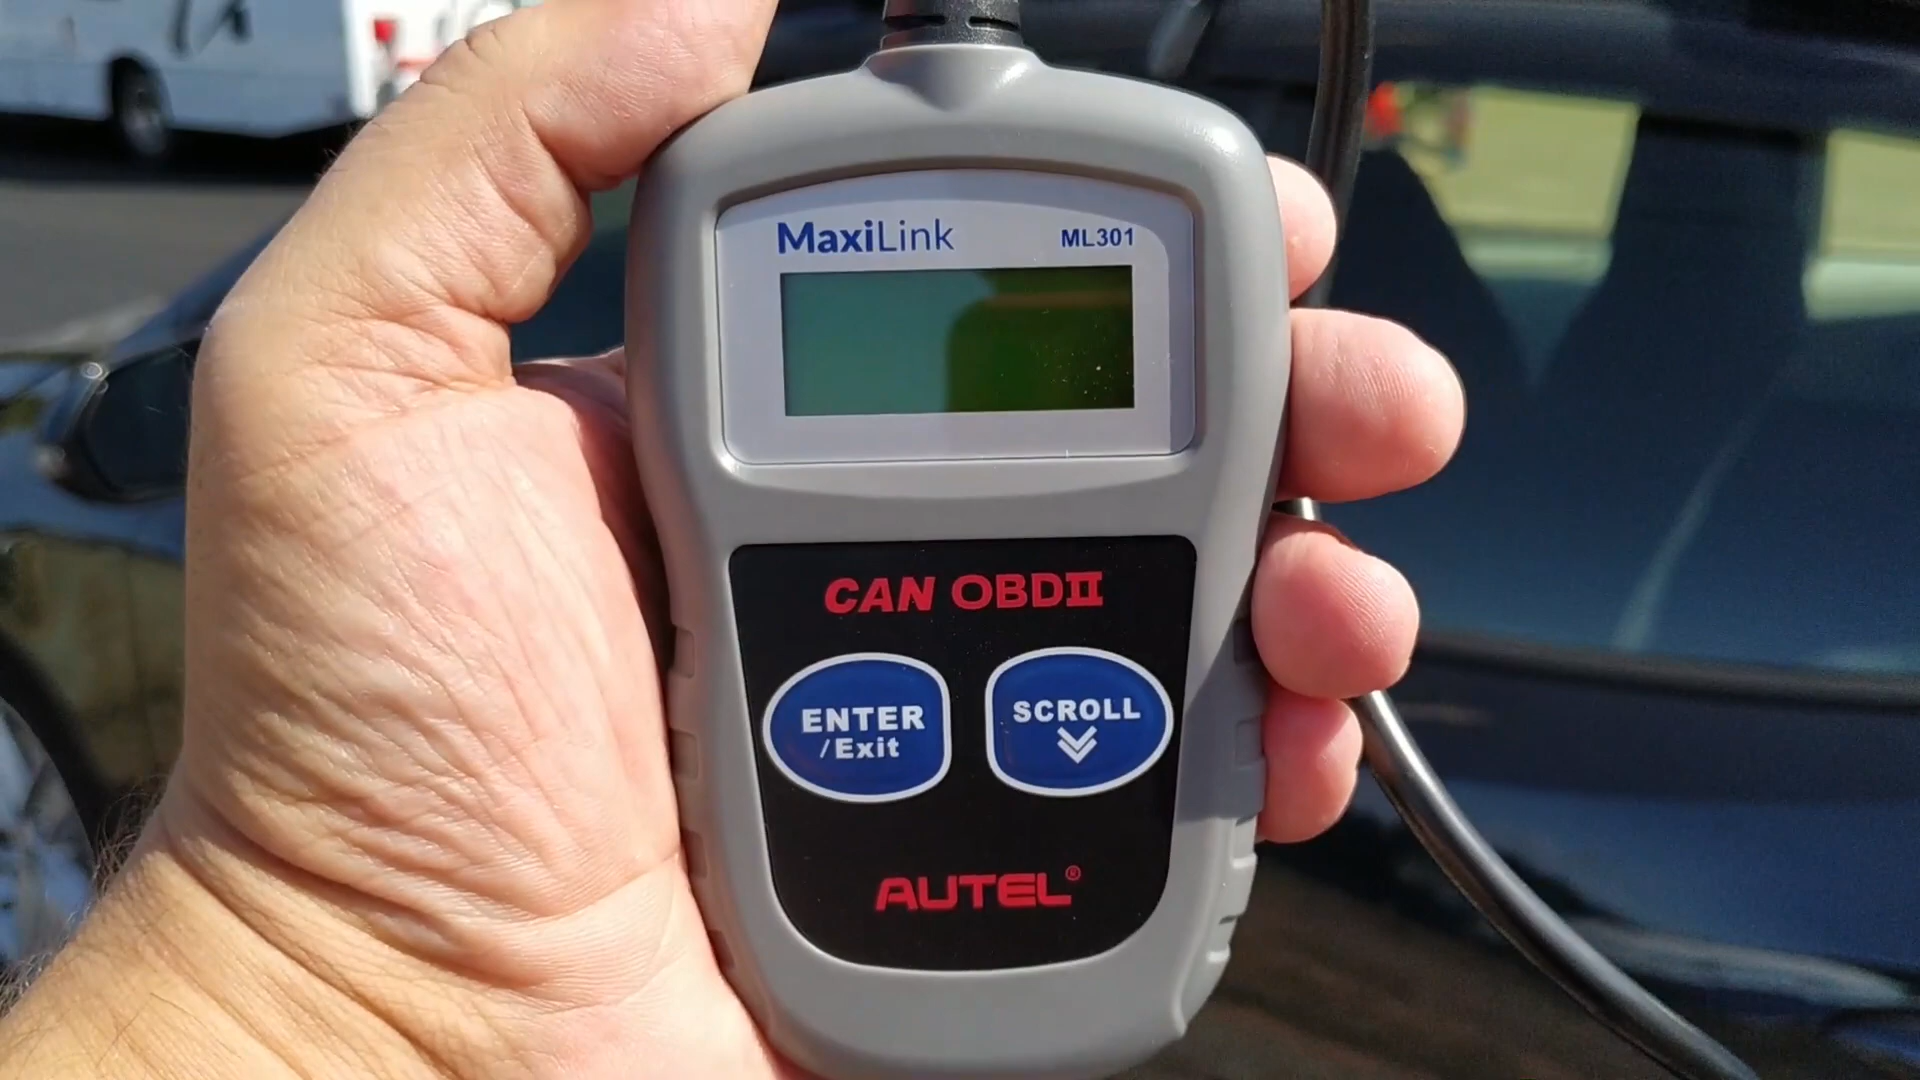 MaxiLink ML301
CAN OBDII
ENTER
/Exit
SCROLL
AUTEL®